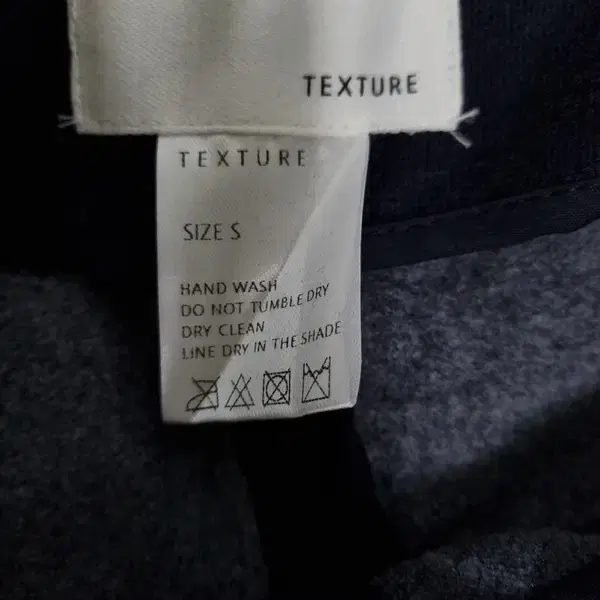 TEXTURE
TEXTURE
SIZE S
HAND WASH
DO NOT TUMBLE DRY
DRY CLEAN
LINE DRY IN THE SHADE